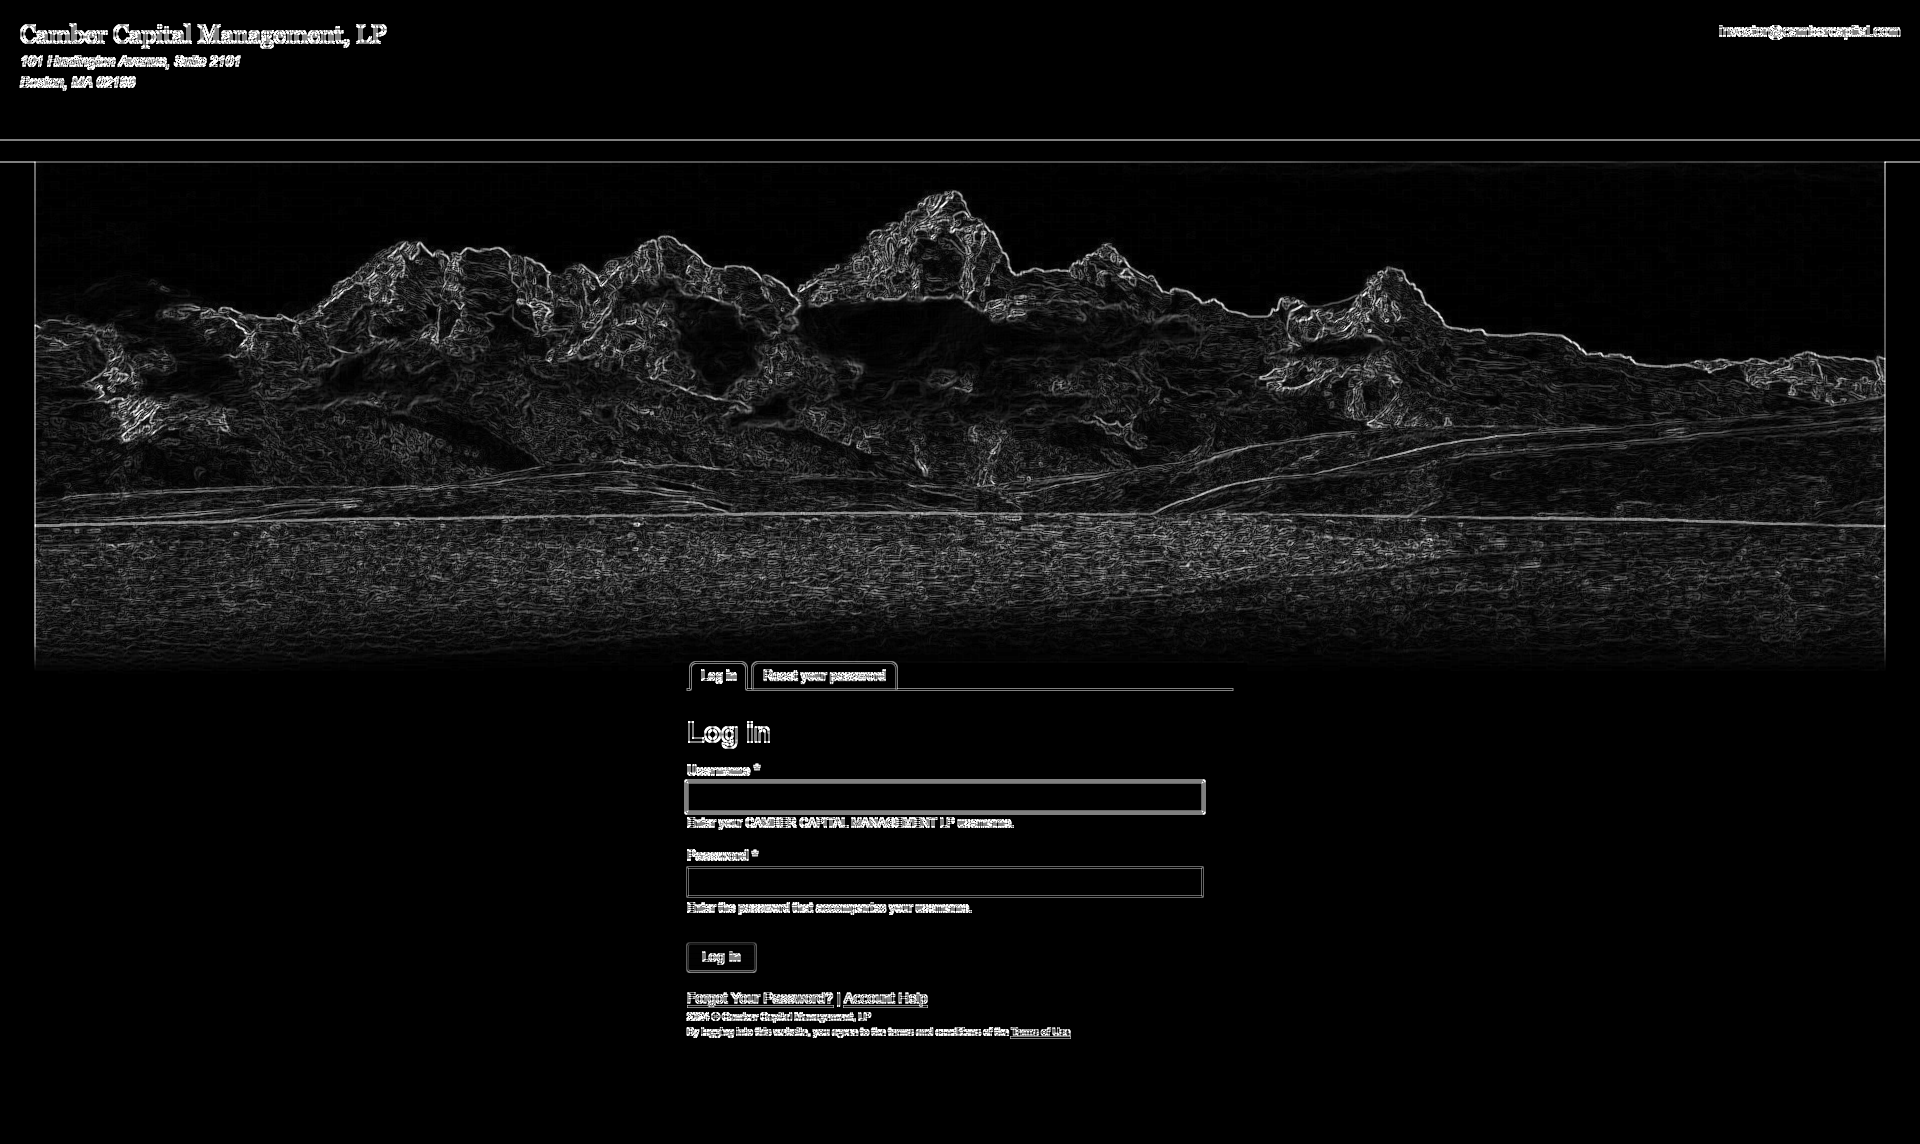 Camber Capital Management, LP
101 Huntington Avenue, Suite 2101
Boston, MA 02199
investor@cambercapital.com
Log in
Reset your password
Log in
Username *
Enter your CAMBER CAPITAL MANAGEMENT LP username.
Password *
Enter the password that accompanies your username.
Log in
Forgot Your Password? | Account Help
2024 © Camber Capital Management, LP
By logging into this website, you agree to the terms and conditions of the Terms of Use